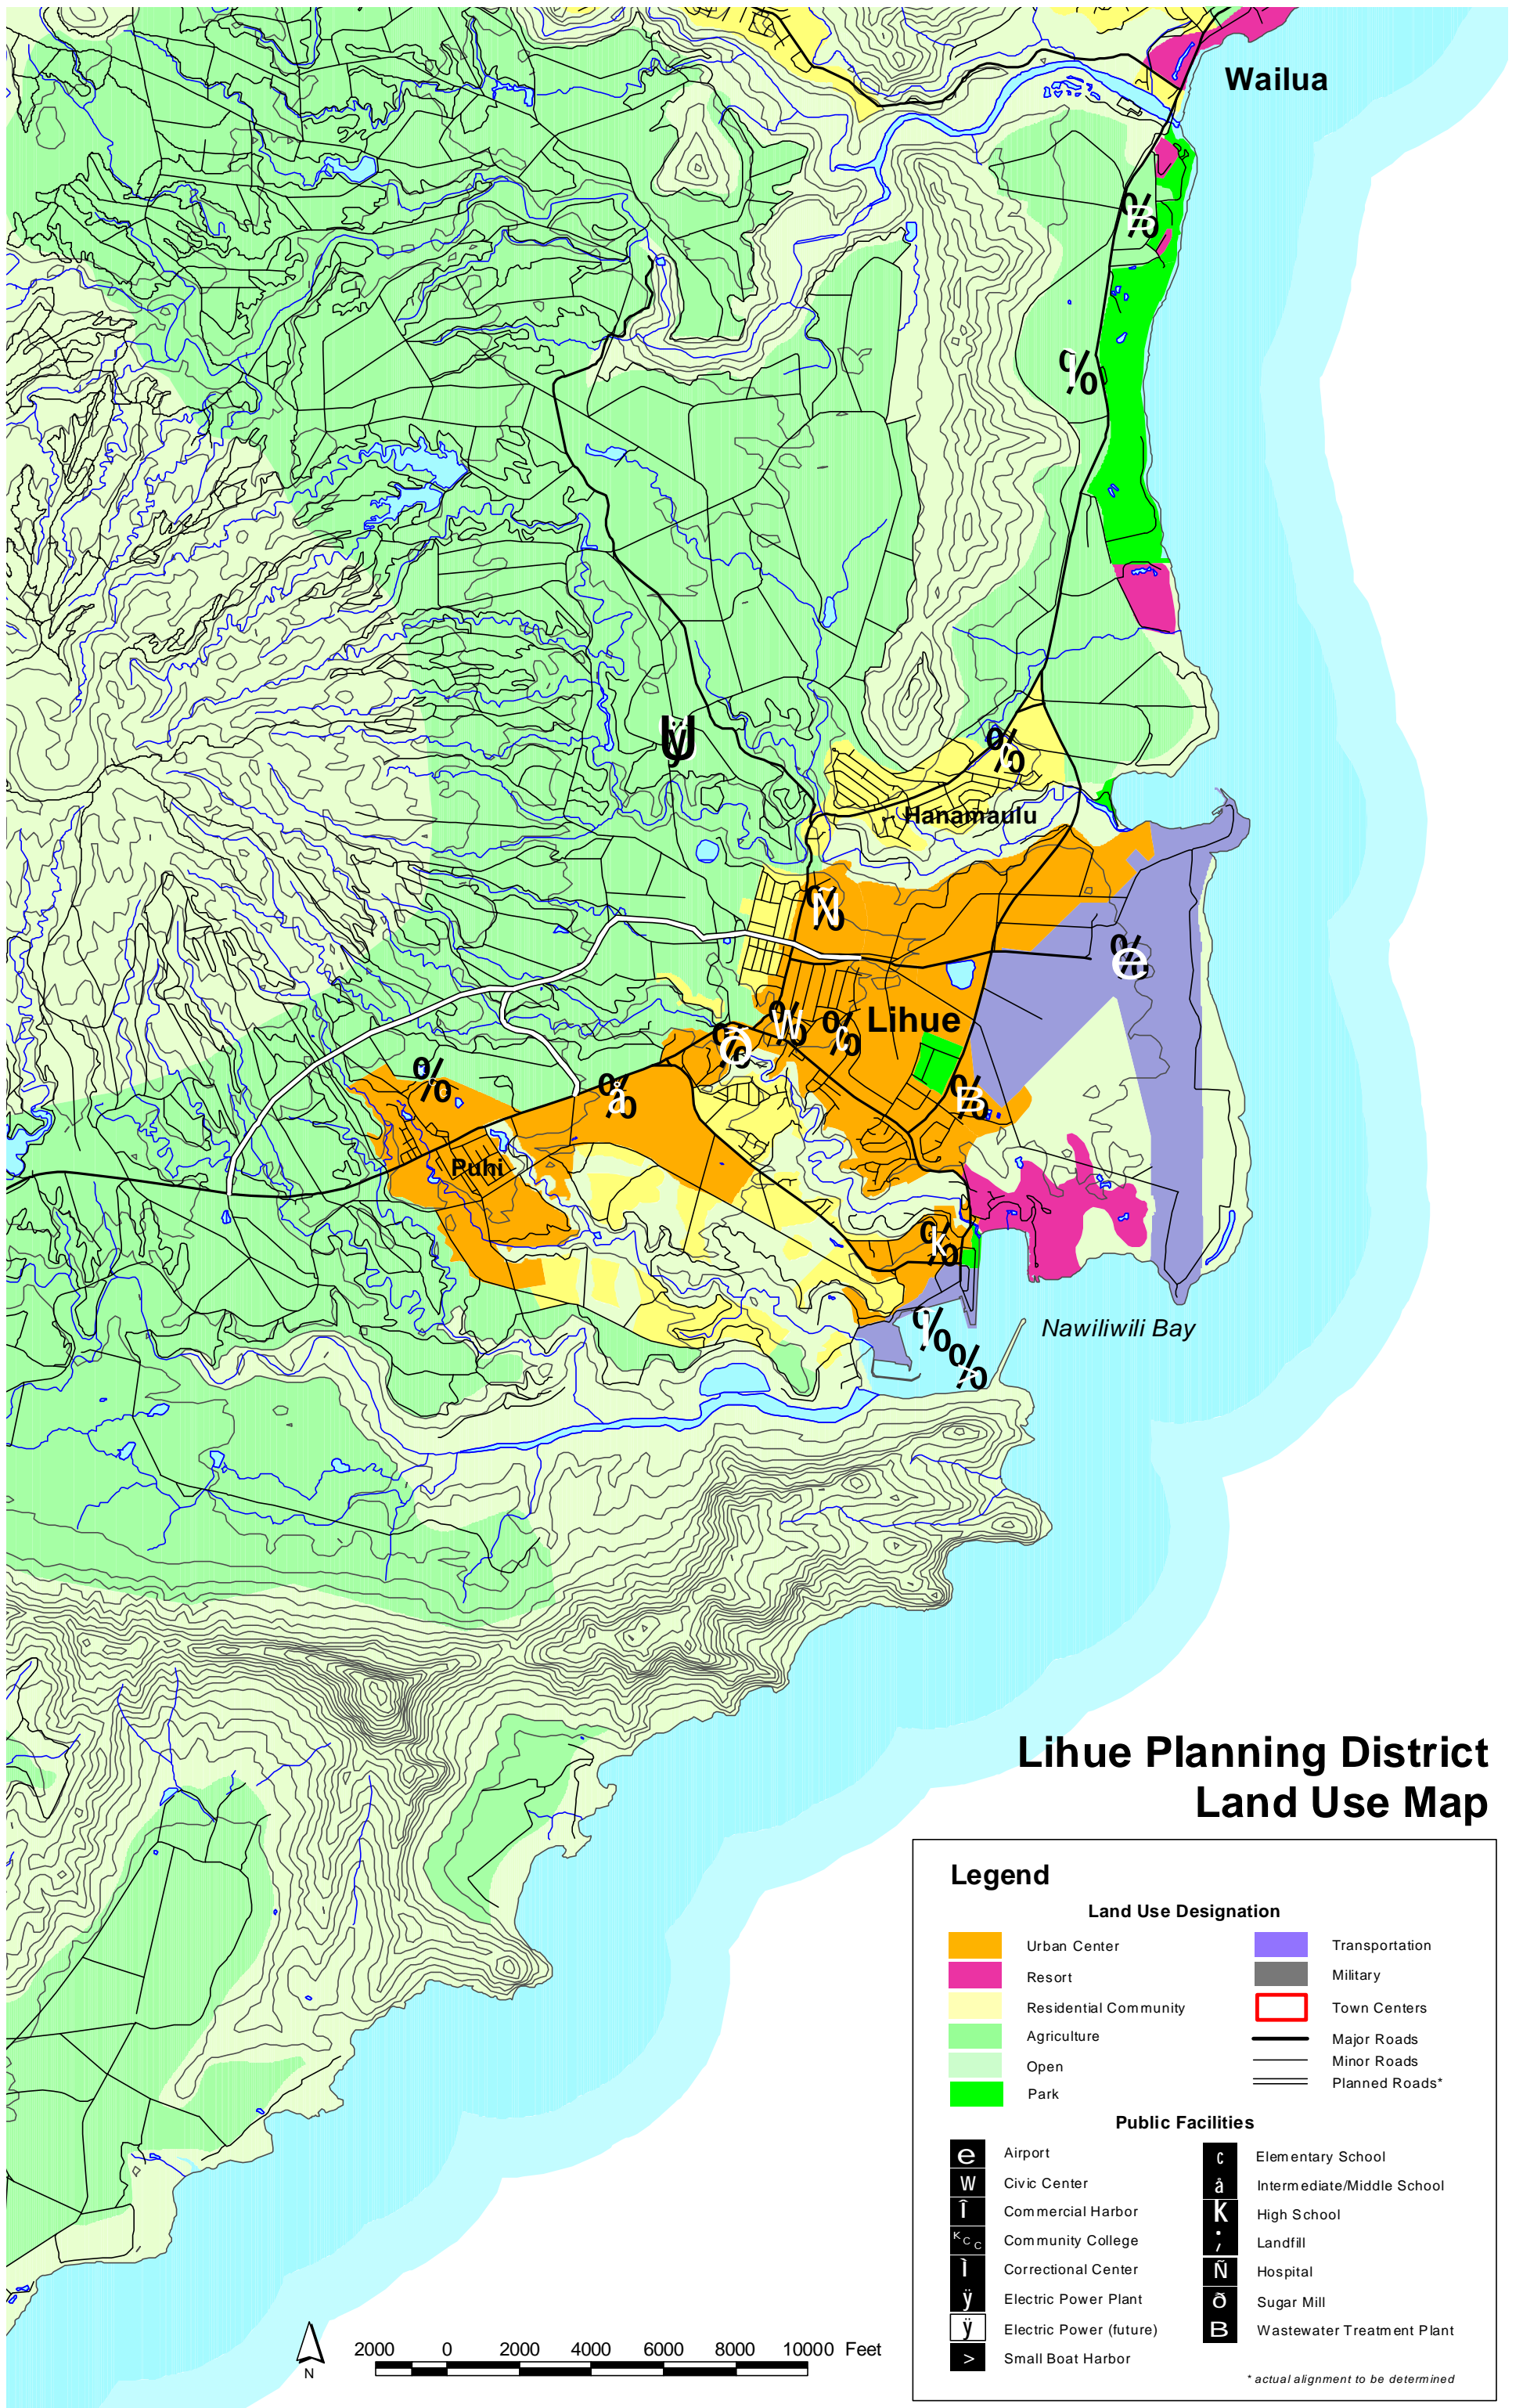 Wailua
%
B
%
Ì
U
ÿ
%
c
Hanamaulu
%
Ñ
%
e
Lihue
%
W
%
c
%
ð
%
%
å
%
B
Puhi
%
k
%
Î
%
>
Nawiliwili Bay
Lihue Planning District
Land Use Map
Legend
Land Use Designation
Urban Center
Resort
Residential Community
Agriculture
Open
Park
Transportation
Military
Town Centers
Major Roads
Minor Roads
Planned Roads*
Public Facilities
e Airport
W Civic Center
Î Commercial Harbor
KCC Community College
Ì Correctional Center
ÿ Electric Power Plant
ÿ Electric Power (future)
> Small Boat Harbor
c Elementary School
å Intermediate/Middle School
K High School
; Landfill
Ñ Hospital
ð Sugar Mill
B Wastewater Treatment Plant
* actual alignment to be determined
N
2000 0 2000 4000 6000 8000 10000 Feet